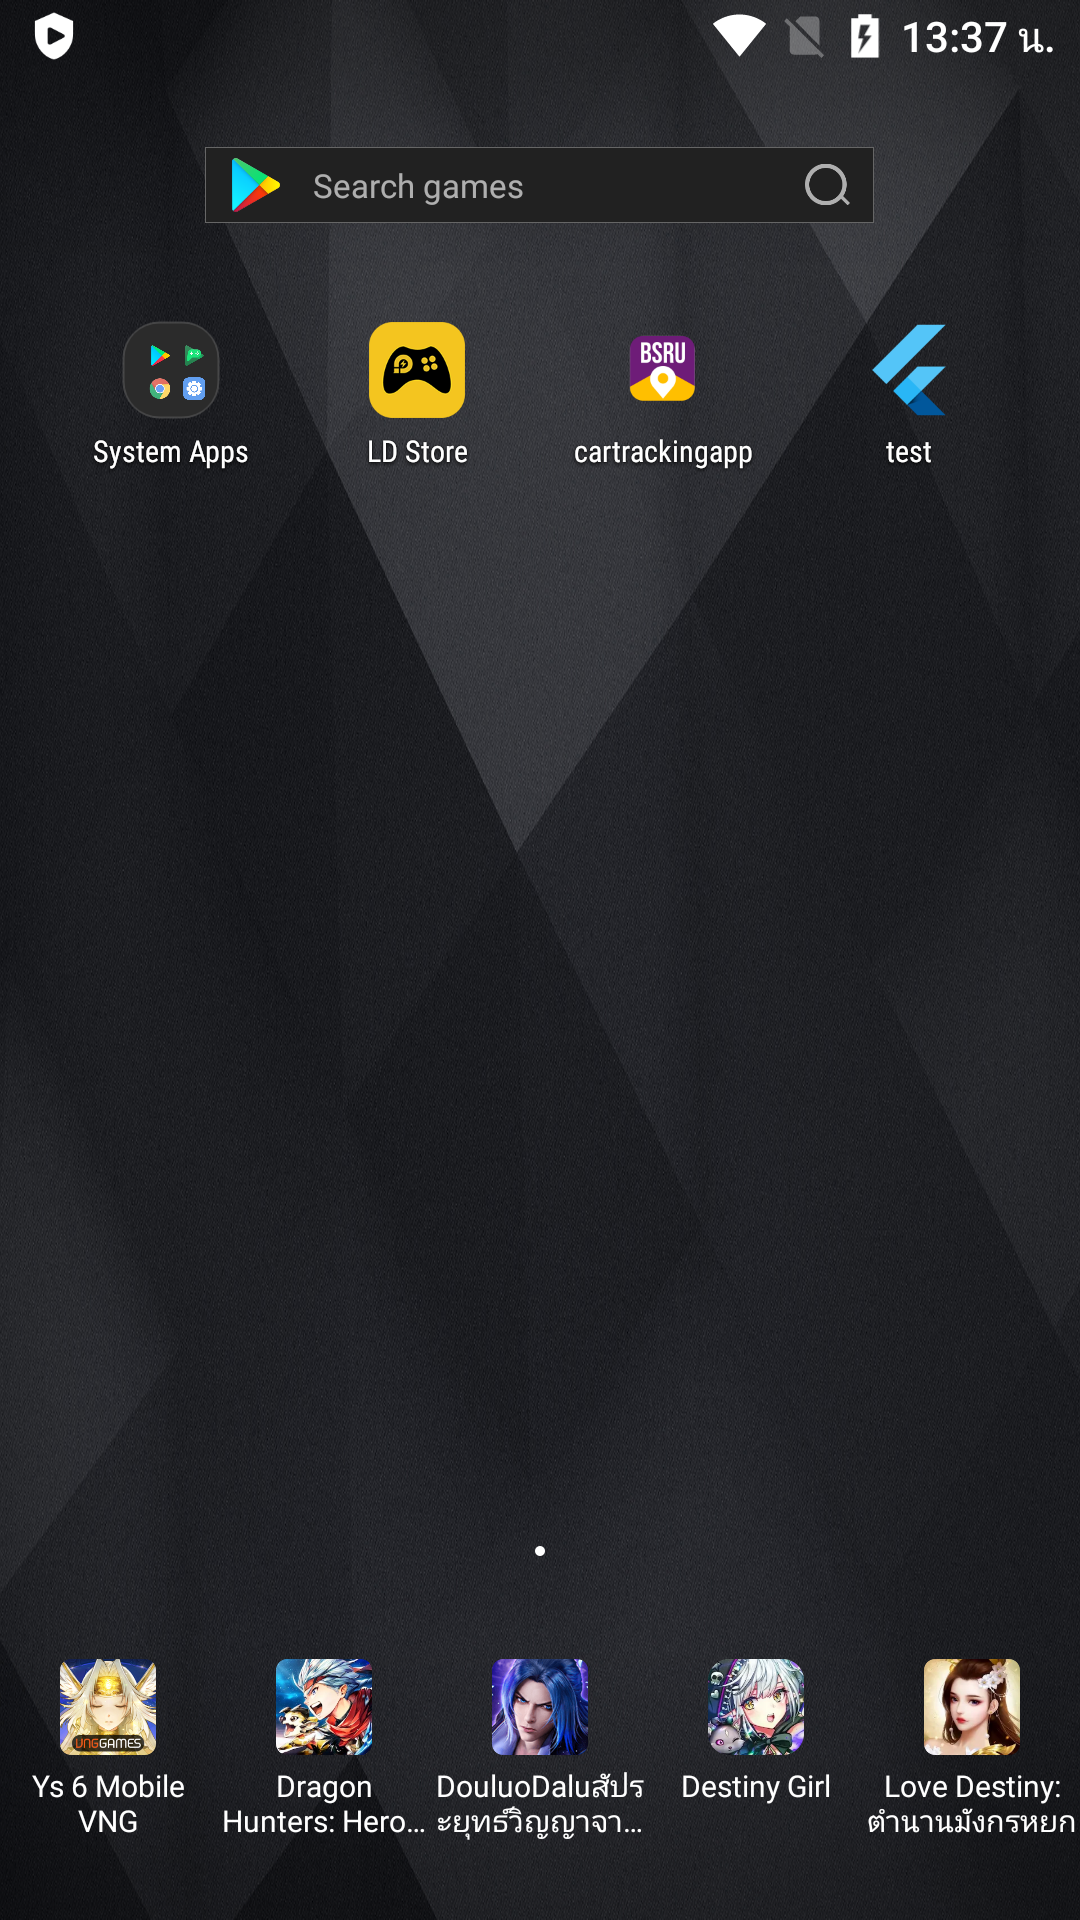 13:37 น.
Search games
BSRU
System Apps
LD Store
cartrackingapp
test
VNGGAMES
Ys 6 Mobile
VNG
Dragon
Hunters: Hero...
DouluoDaluสัปร
ะยุทธ์วิญญาจา...
Destiny Girl
Love Destiny:
ตำนานมังกรหยก